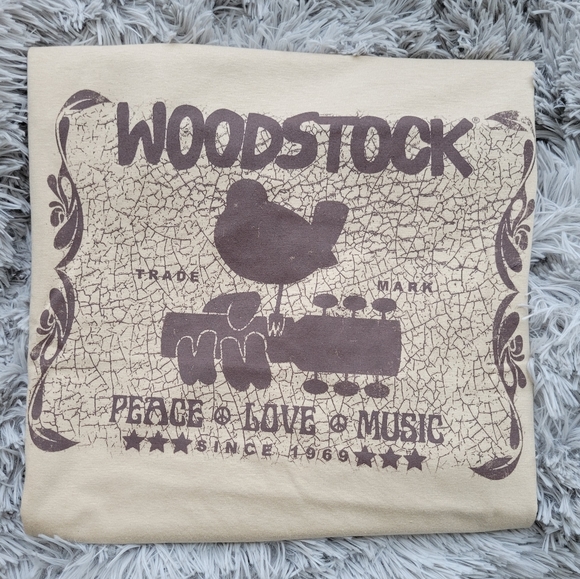 WOODSTOCK®
TRADE MARK
PEACE ☮ LOVE ☮ MUSIC
★★★SINCE 1969★★★